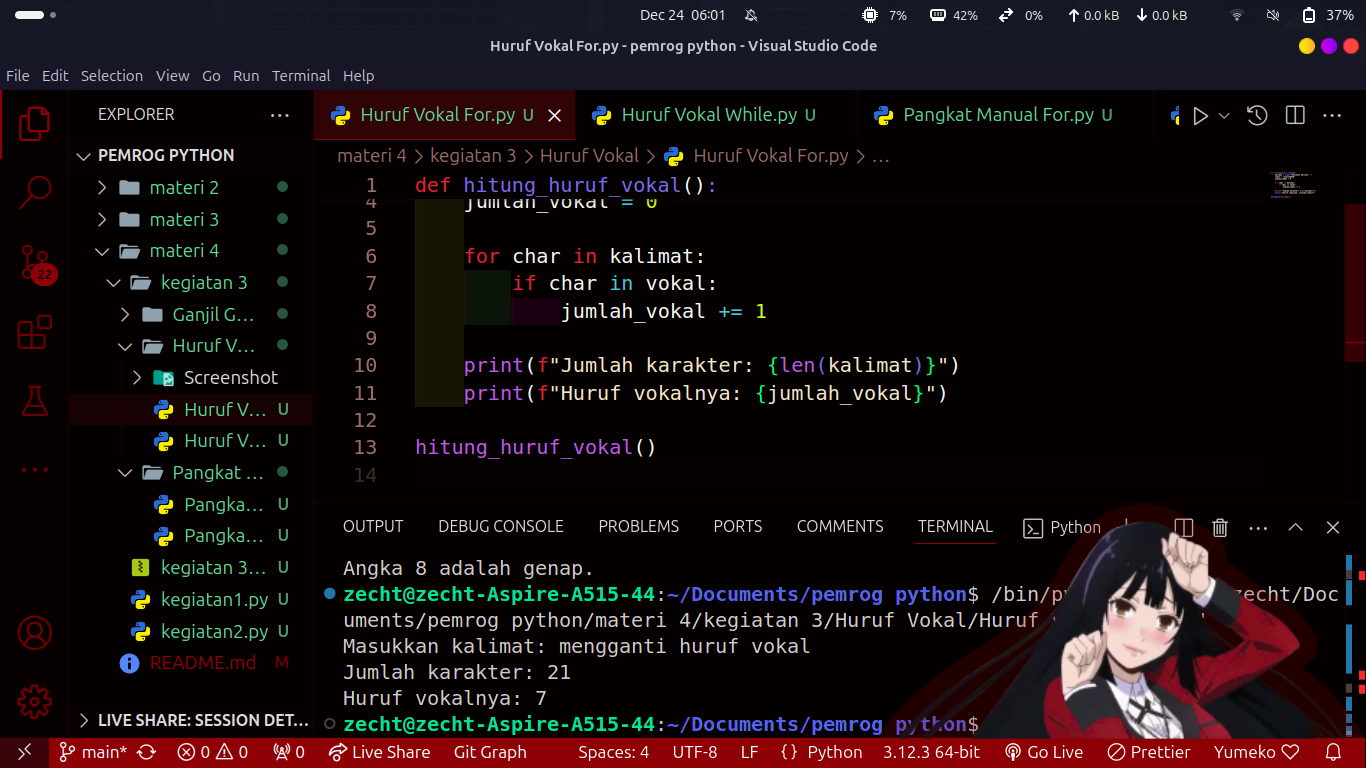 Dec 24 06:01 7% 42% 0% 0.0 kB 0.0 kB 37%
Huruf Vokal For.py - pemrog python - Visual Studio Code
File Edit Selection View Go Run Terminal Help
EXPLORER
PEMROG PYTHON
materi 2
materi 3
materi 4
kegiatan 3
Ganjil G...
Huruf V...
Screenshot
Huruf V... U
Huruf V... U
Pangkat ...
Pangka... U
Pangka... U
kegiatan 3... U
kegiatan1.py U
kegiatan2.py U
README.md M
LIVE SHARE: SESSION DET...
22
Huruf Vokal For.py U Huruf Vokal While.py U Pangkat Manual For.py U
materi 4 > kegiatan 3 > Huruf Vokal > Huruf Vokal For.py > ...
1 def hitung_huruf_vokal():
4 jumlah_vokal = 0
5
6 for char in kalimat:
7 if char in vokal:
8 jumlah_vokal += 1
9
10 print(f"Jumlah karakter: {len(kalimat)}")
11 print(f"Huruf vokalnya: {jumlah_vokal}")
12
13 hitung_huruf_vokal()
14
OUTPUT DEBUG CONSOLE PROBLEMS PORTS COMMENTS TERMINAL Python
Angka 8 adalah genap.
zecht@zecht-Aspire-A515-44:~/Documents/pemrog python$ zecht/Doc
uments/pemrog python/materi 4/kegiatan 3/Huruf Vokal/Huruf
Masukkan kalimat: mengganti huruf vokal
Jumlah karakter: 21
Huruf vokalnya: 7
zecht@zecht-Aspire-A515-44:~/Documents/pemrog python$
main* 0 0 0 Live Share Git Graph Spaces: 4 UTF-8 LF {} Python 3.12.3 64-bit Go Live Prettier Yumeko